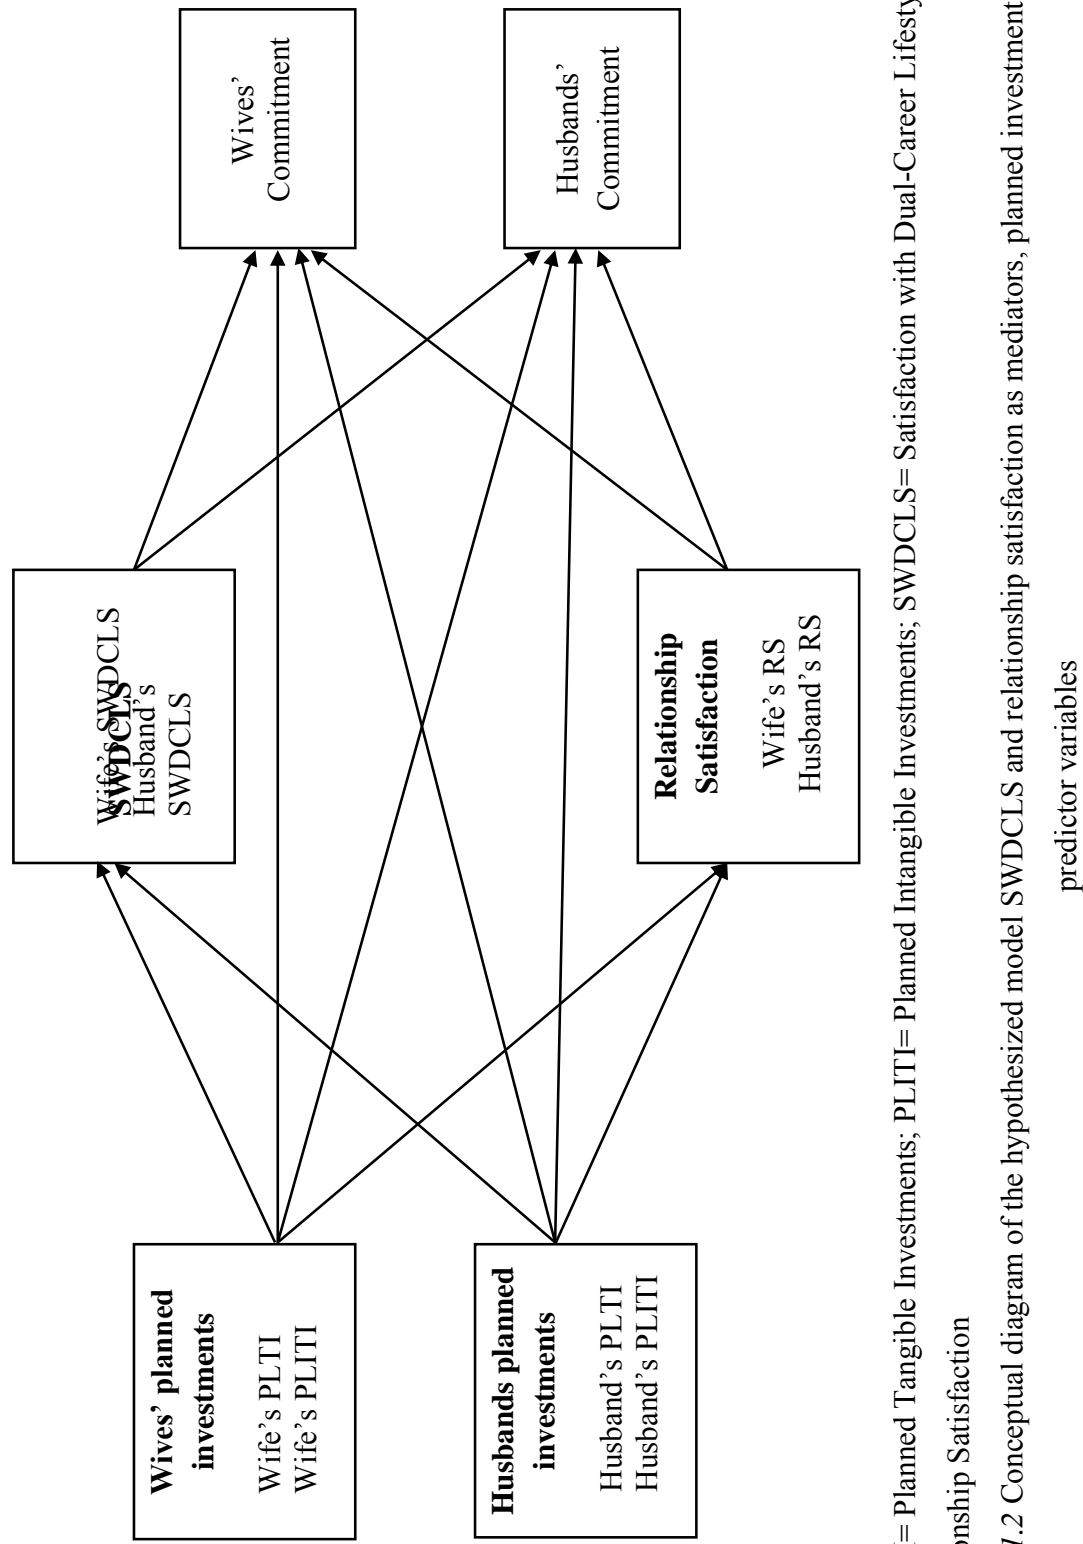 Wives’ planned
investments
Wife’s PLTI
Wife’s PLITI
Husbands planned
investments
Husband’s PLTI
Husband’s PLITI
SWDCLS
Wife’s SWDCLS
Husband’s
SWDCLS
Relationship
Satisfaction
Wife’s RS
Husband’s RS
Wives’
Commitment
Husbands’
Commitment
= Planned Tangible Investments; PLITI= Planned Intangible Investments; SWDCLS= Satisfaction with Dual-Career Lifesty
onship Satisfaction
1.2 Conceptual diagram of the hypothesized model SWDCLS and relationship satisfaction as mediators, planned investment
predictor variables